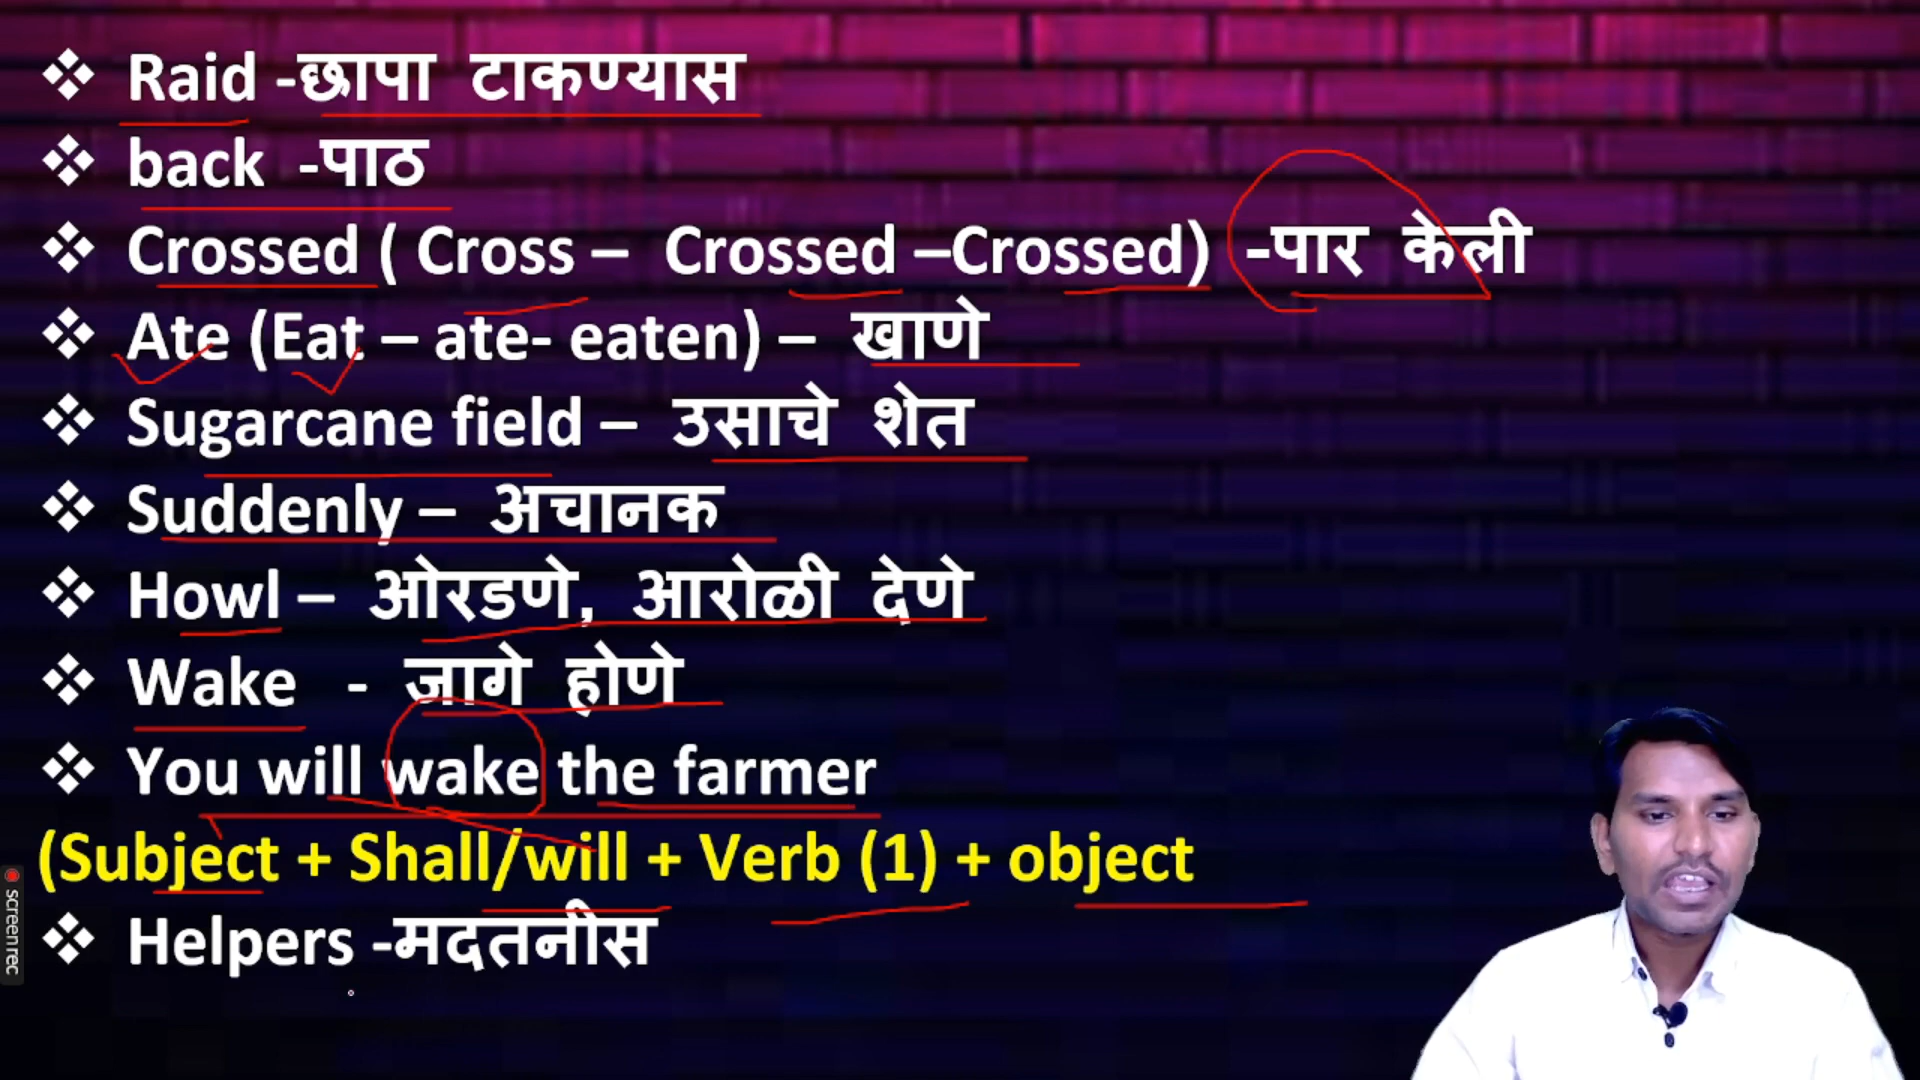 ❖ Raid -छापा टाकण्यास
❖ back -पाठ
❖ Crossed ( Cross – Crossed –Crossed) -पार केली
❖ Ate (Eat – ate- eaten) – खाणे
❖ Sugarcane field – उसाचे शेत
❖ Suddenly – अचानक
❖ Howl – ओरडणे, आरोळी देणे
❖ Wake - जागे होणे
❖ You will wake the farmer
(Subject + Shall/will + Verb (1) + object
❖ Helpers -मदतनीस
screenrec